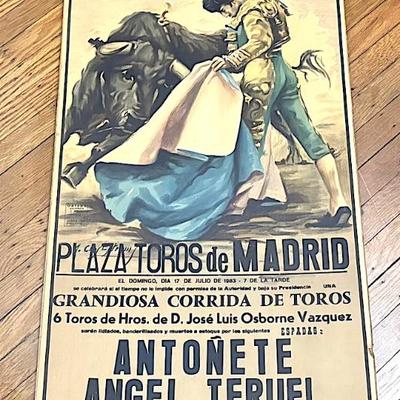 PLAZA TOROS de MADRID
EL DOMINGO, DIA 17 DE JULIO DE 1983 - 7 DE LA TARDE
se celebrará si el tiempo no lo impide con permiso de la Autoridad y bajo su Presidencia UNA
GRANDIOSA CORRIDA DE TOROS
6 Toros de Hros. de D. José Luis Osborne Vazquez
serán lidiados, banderilleados y muertos a estoque por los siguientes ESPADAS:
ANTOÑETE
ANGEL TERUEL